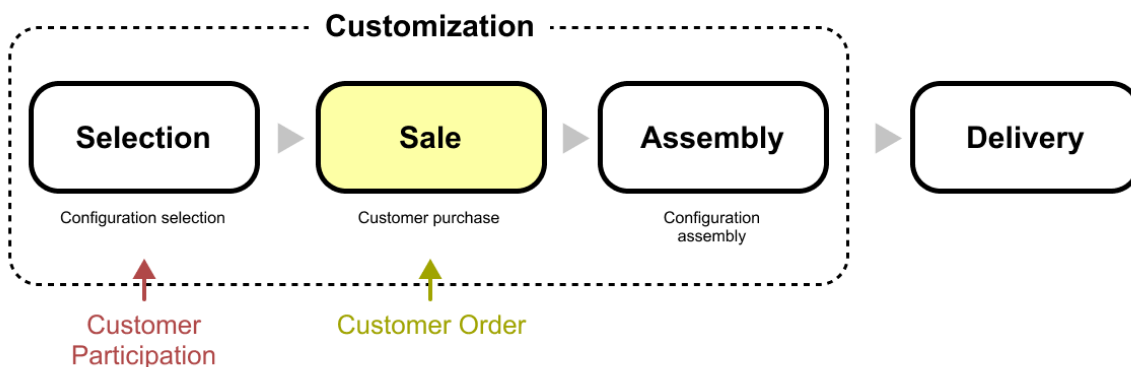 Customization
Selection
Sale
Assembly
Delivery
Configuration selection
Customer purchase
Configuration
assembly
Customer
Participation
Customer Order